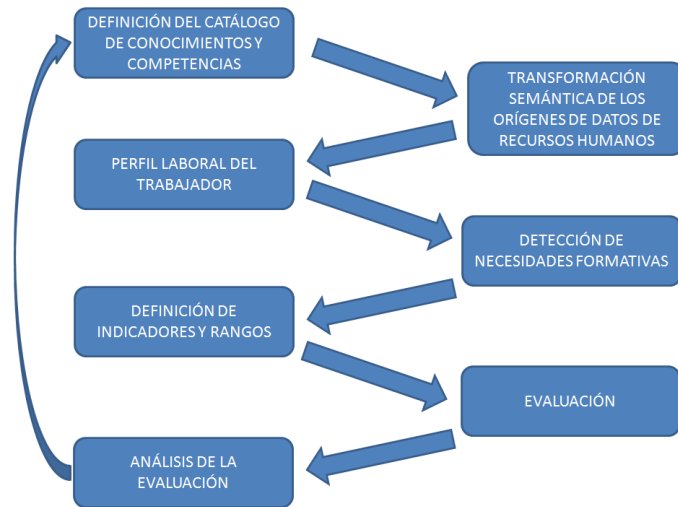 DEFINICIÓN DEL CATÁLOGO
DE CONOCIMIENTOS Y
COMPETENCIAS
TRANSFORMACIÓN
SEMÁNTICA DE LOS
ORÍGENES DE DATOS DE
RECURSOS HUMANOS
PERFIL LABORAL DEL
TRABAJADOR
DETECCIÓN DE
NECESIDADES FORMATIVAS
DEFINICIÓN DE
INDICADORES Y RANGOS
EVALUACIÓN
ANÁLISIS DE LA
EVALUACIÓN